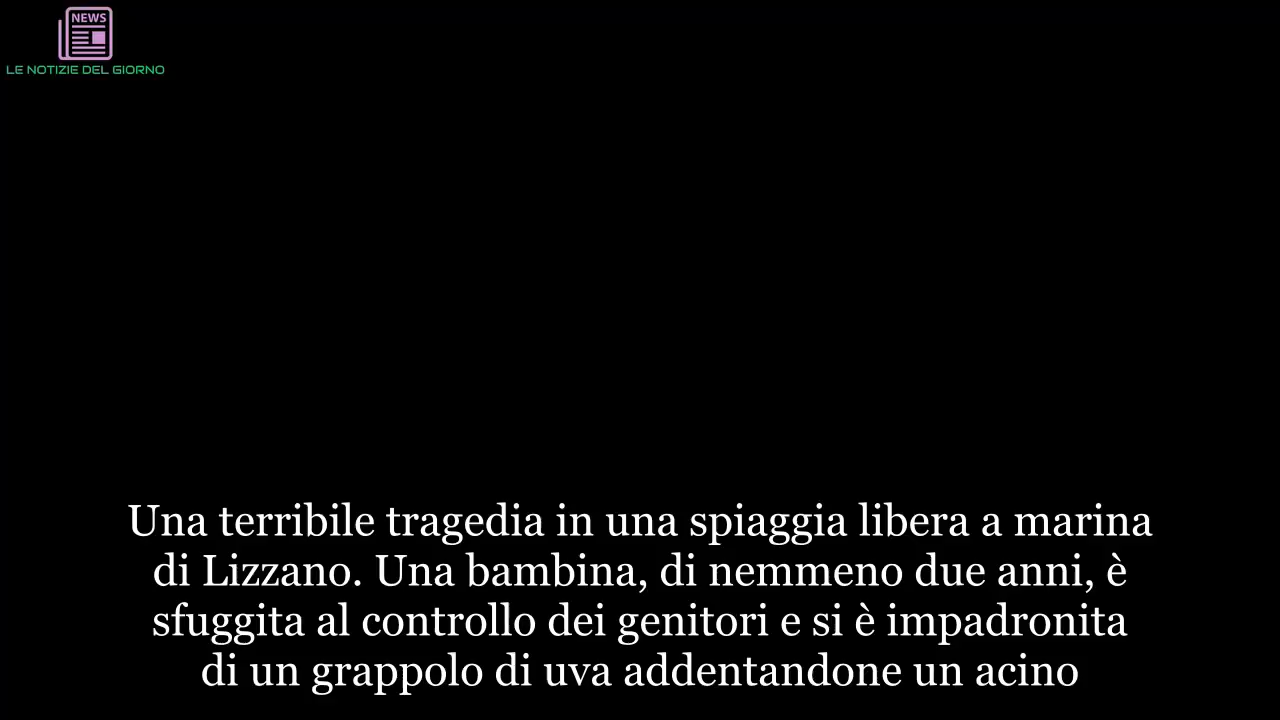 NEWS
LE NOTIZIE DEL GIORNO
Una terribile tragedia in una spiaggia libera a marina
di Lizzano. Una bambina, di nemmeno due anni, è
sfuggita al controllo dei genitori e si è impadronita
di un grappolo di uva addentandone un acino